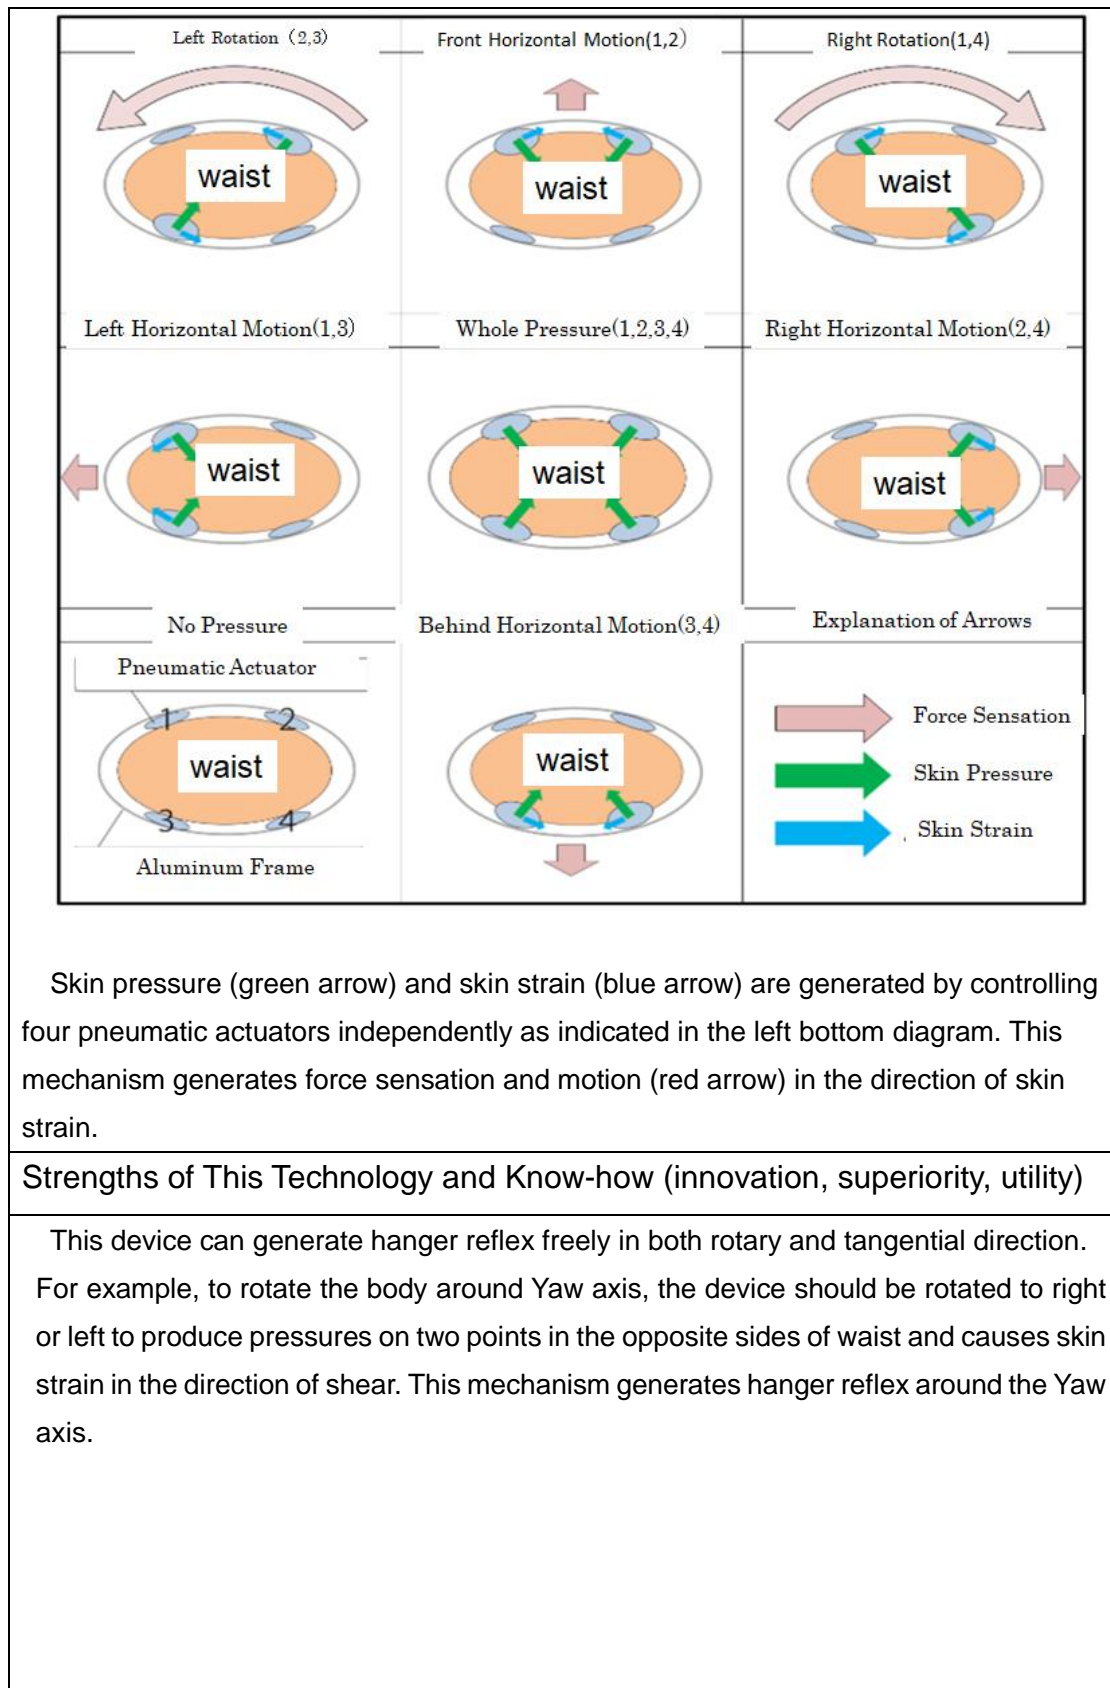 Left Rotation（2,3）
Front Horizontal Motion(1,2）
Right Rotation(1,4)
waist
waist
waist
Left Horizontal Motion(1,3)
Whole Pressure(1,2,3,4)
Right Horizontal Motion(2,4)
waist
waist
waist
No Pressure
Behind Horizontal Motion(3,4)
Explanation of Arrows
Pneumatic Actuator
1
2
waist
3
4
Aluminum Frame
waist
Force Sensation
Skin Pressure
Skin Strain
Skin pressure (green arrow) and skin strain (blue arrow) are generated by controlling
four pneumatic actuators independently as indicated in the left bottom diagram. This
mechanism generates force sensation and motion (red arrow) in the direction of skin
strain.
Strengths of This Technology and Know-how (innovation, superiority, utility)
This device can generate hanger reflex freely in both rotary and tangential direction.
For example, to rotate the body around Yaw axis, the device should be rotated to right
or left to produce pressures on two points in the opposite sides of waist and causes skin
strain in the direction of shear. This mechanism generates hanger reflex around the Yaw
axis.